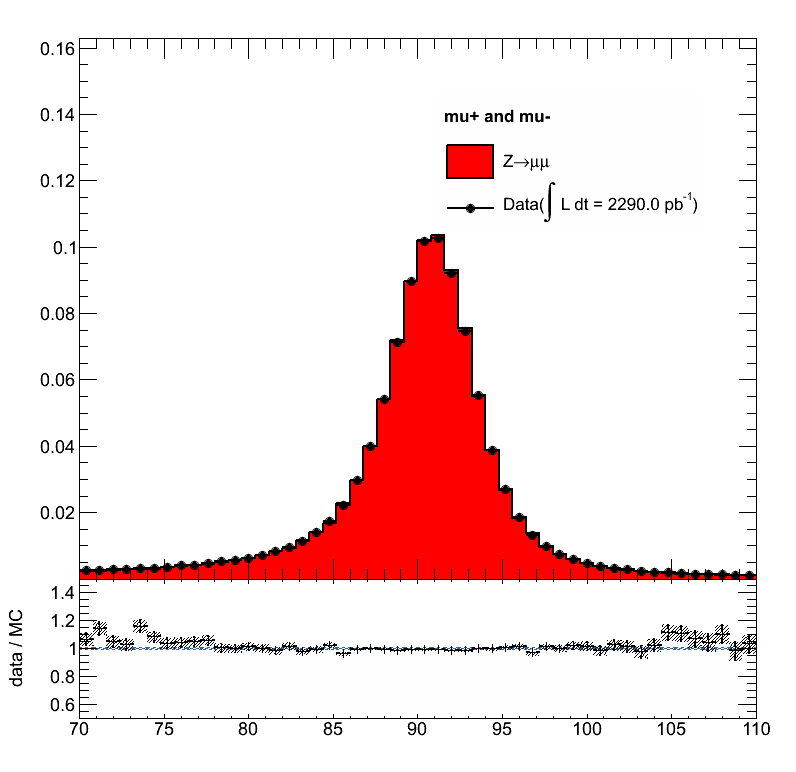 0.16
0.14
mu+ and mu-
Z→μμ
0.12
Data(∫ L dt = 2290.0 pb⁻¹)
0.1
0.08
0.06
0.04
0.02
1.4
1.2
1
0.8
0.6
data / MC
70 75 80 85 90 95 100 105 110